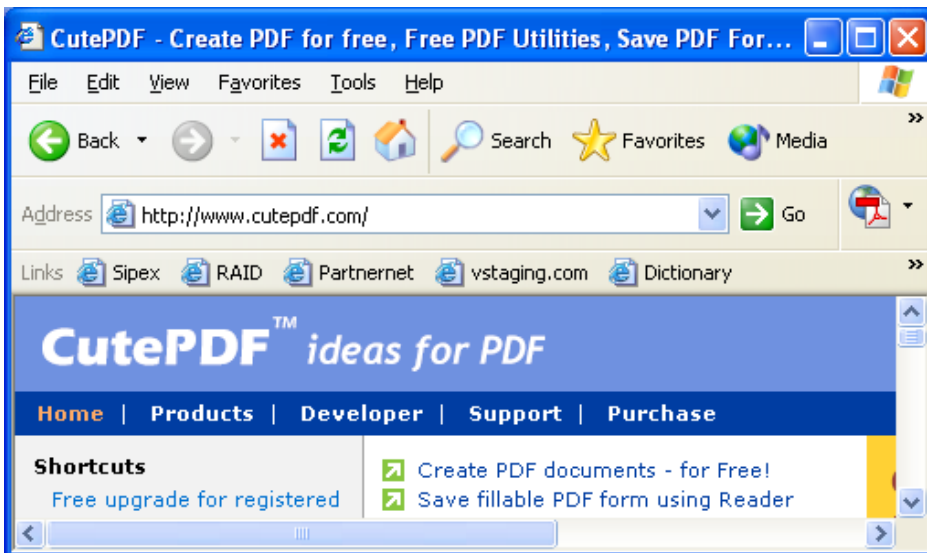 CutePDF - Create PDF for free, Free PDF Utilities, Save PDF For...
File Edit View Favorites Tools Help
Back Search Favorites Media »
Address http://www.cutepdf.com/ Go
Links Sipex RAID Partnernet vstaging.com Dictionary »
CutePDF™ ideas for PDF
Home | Products | Developer | Support | Purchase
Shortcuts
Create PDF documents - for Free!
Free upgrade for registered
Save fillable PDF form using Reader